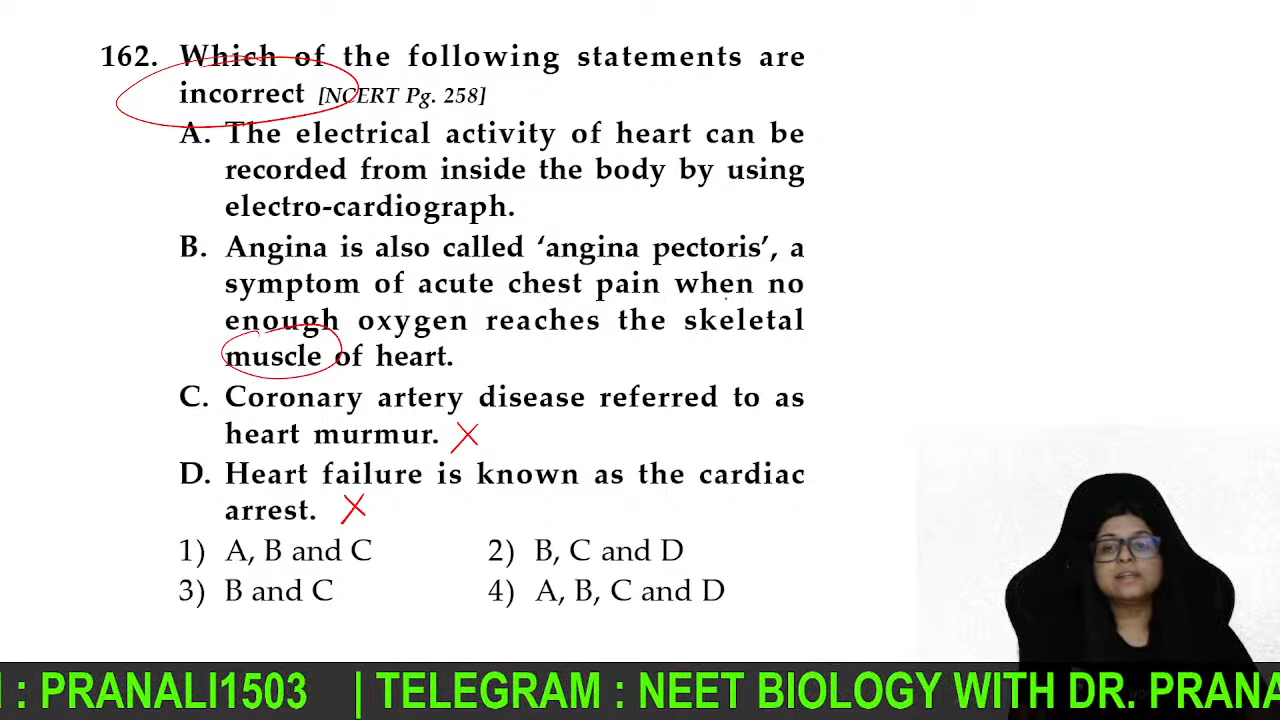 162. Which of the following statements are
incorrect [NCERT Pg. 258]
A. The electrical activity of heart can be
recorded from inside the body by using
electro-cardiograph.
B. Angina is also called ‘angina pectoris’, a
symptom of acute chest pain when no
enough oxygen reaches the skeletal
muscle of heart.
C. Coronary artery disease referred to as
heart murmur.
D. Heart failure is known as the cardiac
arrest.
1) A, B and C 2) B, C and D
3) B and C 4) A, B, C and D
: PRANALI1503 | TELEGRAM : NEET BIOLOGY WITH DR. PRANA